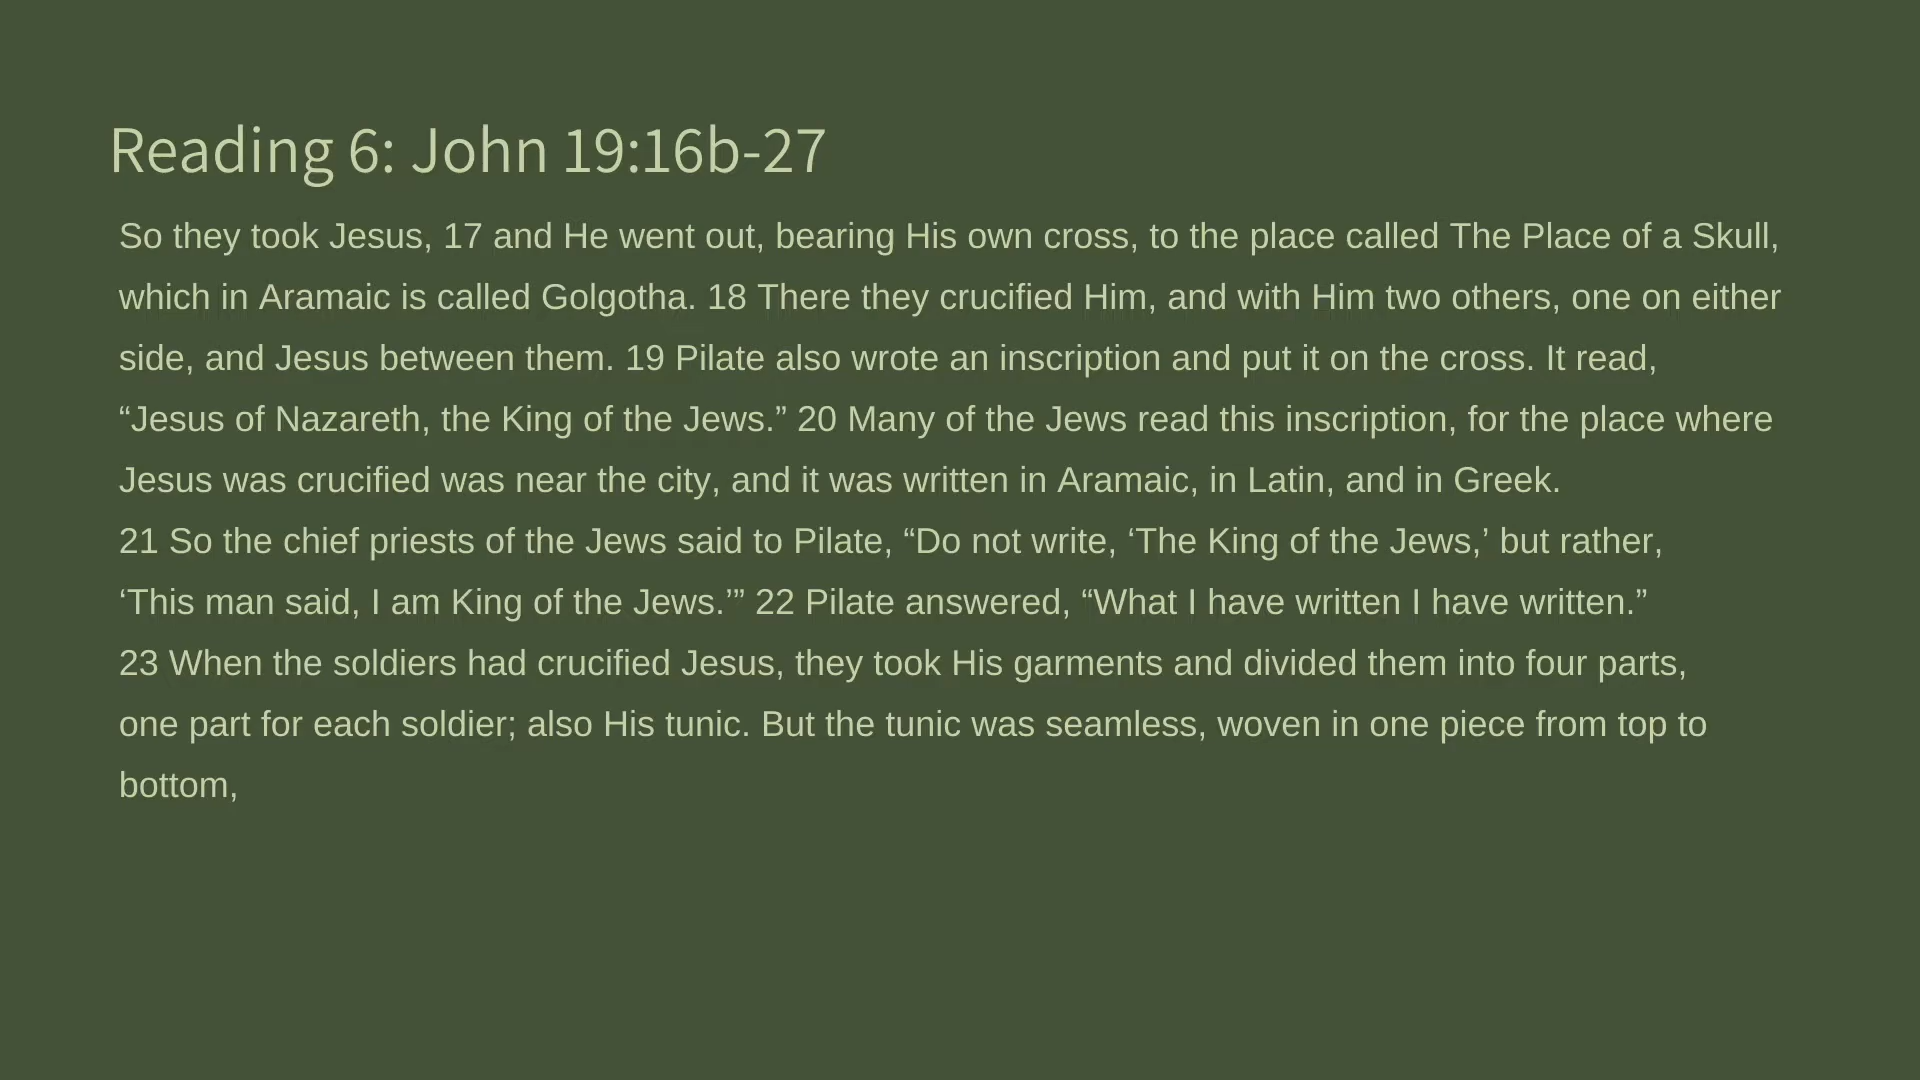 Reading 6: John 19:16b-27
So they took Jesus, 17 and He went out, bearing His own cross, to the place called The Place of a Skull,
which in Aramaic is called Golgotha. 18 There they crucified Him, and with Him two others, one on either
side, and Jesus between them. 19 Pilate also wrote an inscription and put it on the cross. It read,
“Jesus of Nazareth, the King of the Jews.” 20 Many of the Jews read this inscription, for the place where
Jesus was crucified was near the city, and it was written in Aramaic, in Latin, and in Greek.
21 So the chief priests of the Jews said to Pilate, “Do not write, ‘The King of the Jews,’ but rather,
‘This man said, I am King of the Jews.’” 22 Pilate answered, “What I have written I have written.”
23 When the soldiers had crucified Jesus, they took His garments and divided them into four parts,
one part for each soldier; also His tunic. But the tunic was seamless, woven in one piece from top to
bottom,